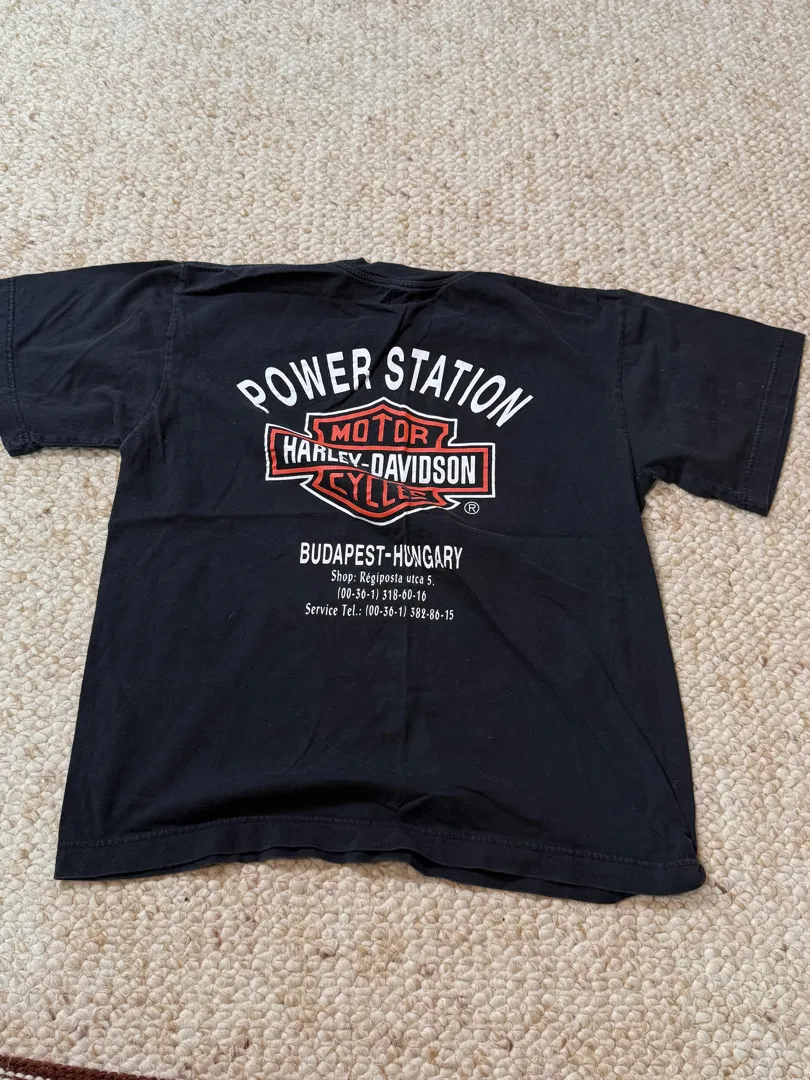 POWER STATION
MOTOR
HARLEY-DAVIDSON
CYCLES
®
BUDAPEST-HUNGARY
Shop: Régiposta utca 5.
(00-36-1) 318-60-16
Service Tel.: (00-36-1) 382-86-15